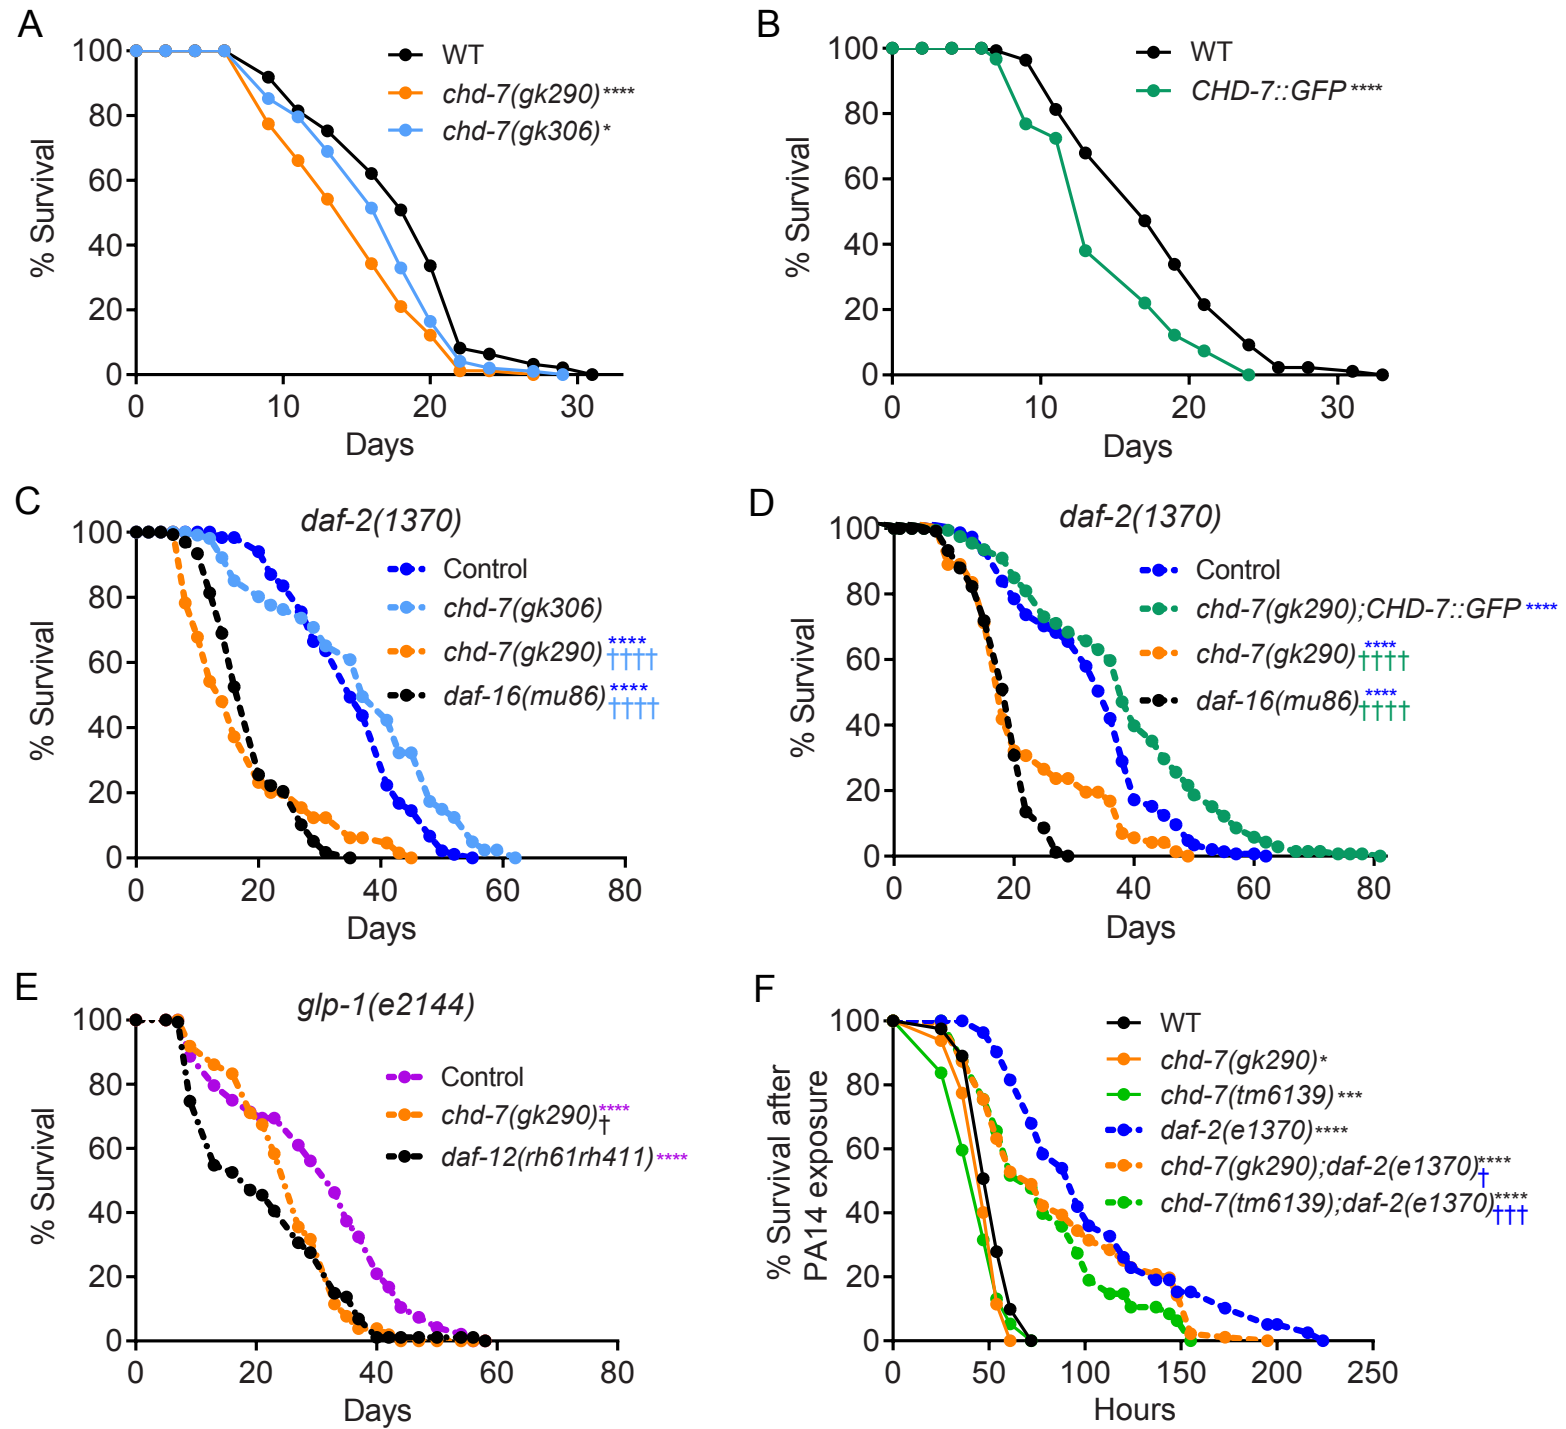 A
100
80
60
40
20
0
% Survival
0 10 20 30
Days
WT
chd-7(gk290)****
chd-7(gk306)*
B
100
80
60
40
20
0
% Survival
0 10 20 30
Days
WT
CHD-7::GFP ****
C
daf-2(1370)
100
80
60
40
20
0
% Survival
0 20 40 60 80
Days
Control
chd-7(gk306)
chd-7(gk290) **** ††††
daf-16(mu86) **** ††††
D
daf-2(1370)
100
80
60
40
20
0
% Survival
0 20 40 60 80
Days
Control
chd-7(gk290);CHD-7::GFP ****
chd-7(gk290) **** ††††
daf-16(mu86) **** ††††
E
glp-1(e2144)
100
80
60
40
20
0
% Survival
0 20 40 60 80
Days
Control
chd-7(gk290) **** †
daf-12(rh61rh411) ****
F
100
80
60
40
20
0
% Survival after
PA14 exposure
0 50 100 150 200 250
Hours
WT
chd-7(gk290) *
chd-7(tm6139) ***
daf-2(e1370) ****
chd-7(gk290);daf-2(e1370) **** †
chd-7(tm6139);daf-2(e1370) **** †††